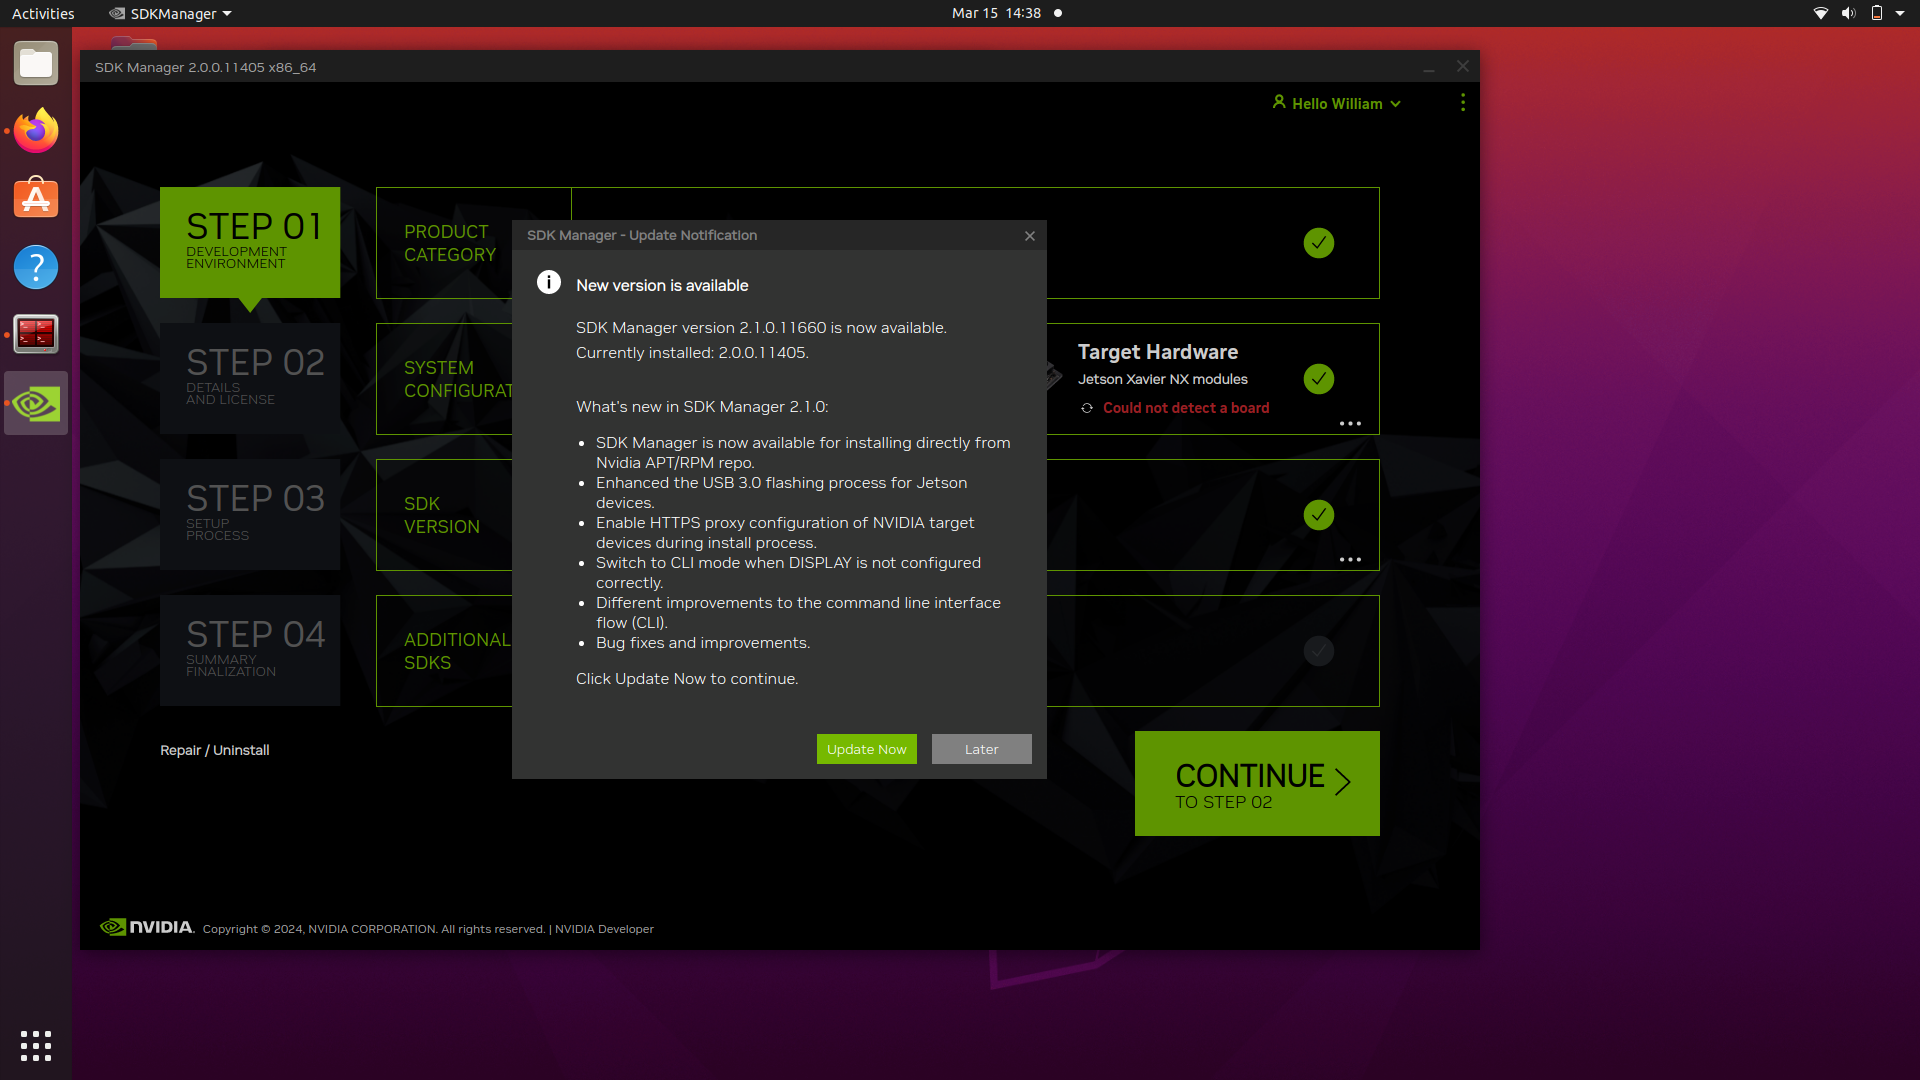 Activities
SDKManager
Mar 15 14:38
SDK Manager 2.0.0.11405 x86_64
Hello William
STEP 01
DEVELOPMENT
ENVIRONMENT
PRODUCT
CATEGORY
STEP 02
DETAILS
AND LICENSE
SYSTEM
CONFIGURAT
Target Hardware
Jetson Xavier NX modules
Could not detect a board
STEP 03
SETUP
PROCESS
SDK
VERSION
STEP 04
SUMMARY
FINALIZATION
ADDITIONAL
SDKS
SDK Manager - Update Notification
New version is available
SDK Manager version 2.1.0.11660 is now available.
Currently installed: 2.0.0.11405.
What's new in SDK Manager 2.1.0:
• SDK Manager is now available for installing directly from
Nvidia APT/RPM repo.
• Enhanced the USB 3.0 flashing process for Jetson
devices.
• Enable HTTPS proxy configuration of NVIDIA target
devices during install process.
• Switch to CLI mode when DISPLAY is not configured
correctly.
• Different improvements to the command line interface
flow (CLI).
• Bug fixes and improvements.
Click Update Now to continue.
Update Now
Later
Repair / Uninstall
CONTINUE
TO STEP 02
NVIDIA. Copyright © 2024, NVIDIA CORPORATION. All rights reserved. | NVIDIA Developer